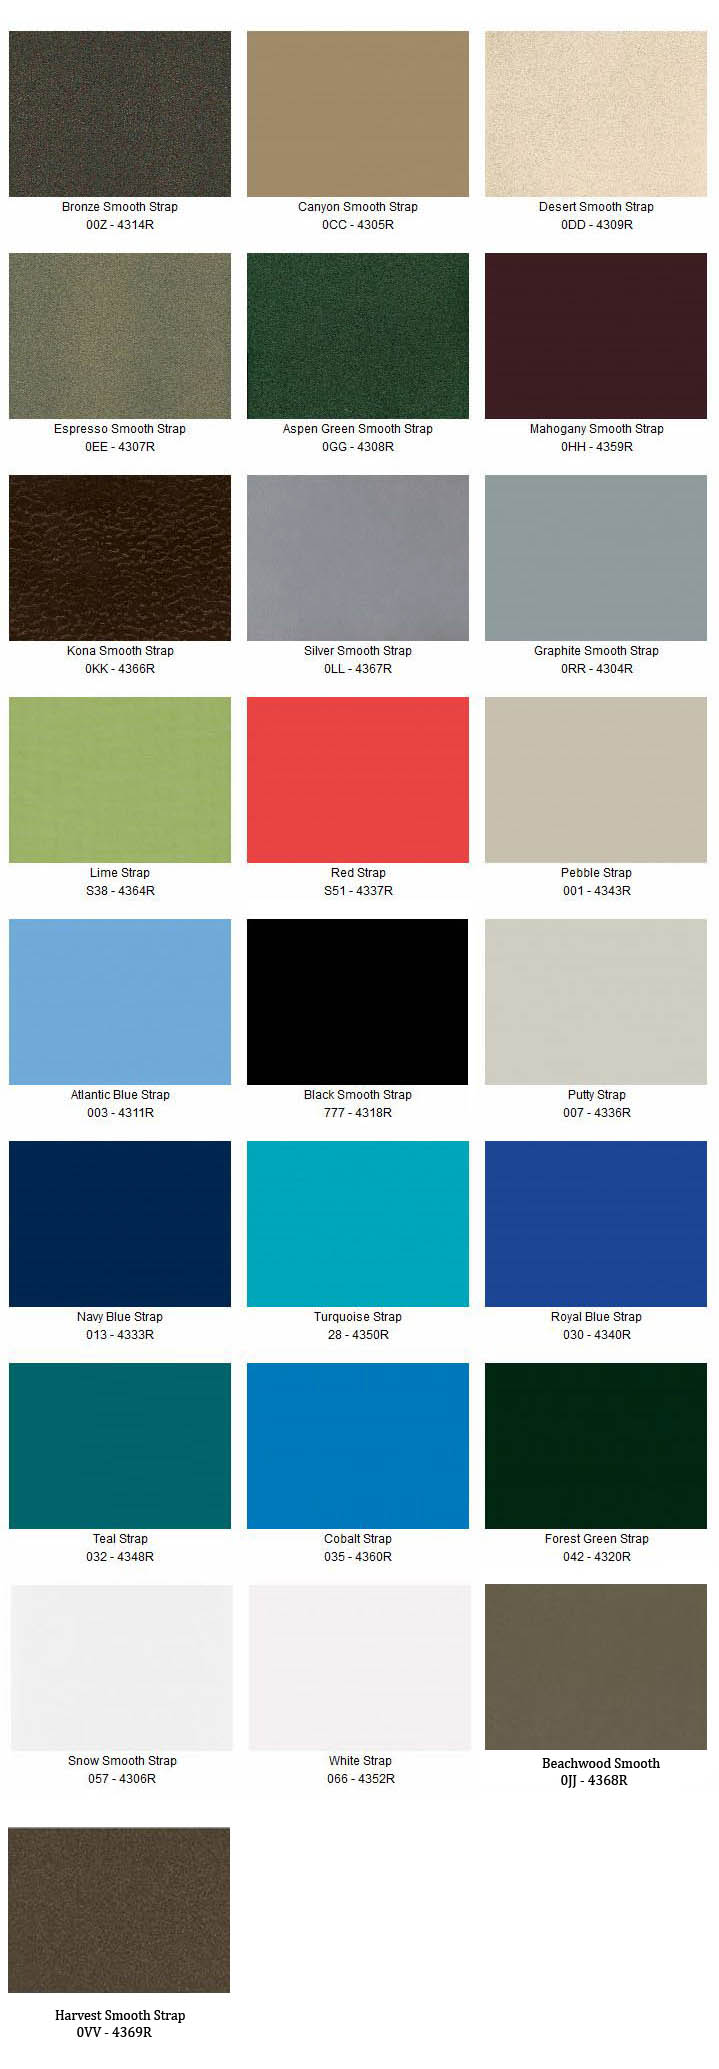 Bronze Smooth Strap
00Z - 4314R
Canyon Smooth Strap
0CC - 4305R
Desert Smooth Strap
0DD - 4309R
Espresso Smooth Strap
0EE - 4307R
Aspen Green Smooth Strap
0GG - 4308R
Mahogany Smooth Strap
0HH - 4359R
Kona Smooth Strap
0KK - 4366R
Silver Smooth Strap
0LL - 4367R
Graphite Smooth Strap
0RR - 4304R
Lime Strap
S38 - 4364R
Red Strap
S51 - 4337R
Pebble Strap
001 - 4343R
Atlantic Blue Strap
003 - 4311R
Black Smooth Strap
777 - 4318R
Putty Strap
007 - 4336R
Navy Blue Strap
013 - 4333R
Turquoise Strap
28 - 4350R
Royal Blue Strap
030 - 4340R
Teal Strap
032 - 4348R
Cobalt Strap
035 - 4360R
Forest Green Strap
042 - 4320R
Snow Smooth Strap
057 - 4306R
White Strap
066 - 4352R
Beachwood Smooth
0JJ - 4368R
Harvest Smooth Strap
0VV - 4369R